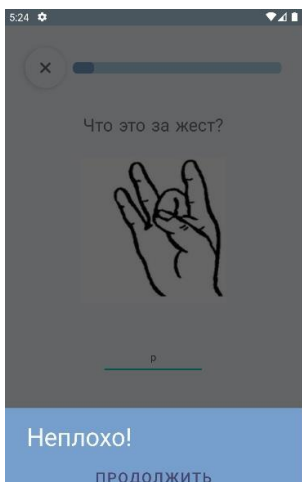 5:24
Что это за жест?
р
Неплохо!
ПРОДОЛЖИТЬ